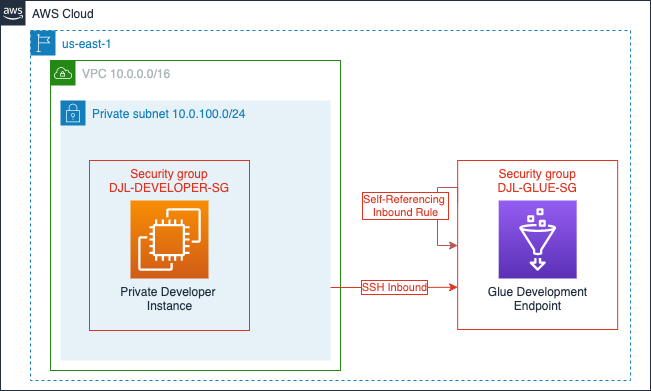 aws
AWS Cloud
us-east-1
VPC 10.0.0.0/16
Private subnet 10.0.100.0/24
Security group
DJL-DEVELOPER-SG
Private Developer
Instance
Self-Referencing
Inbound Rule
SSH Inbound
Security group
DJL-GLUE-SG
Glue Development
Endpoint